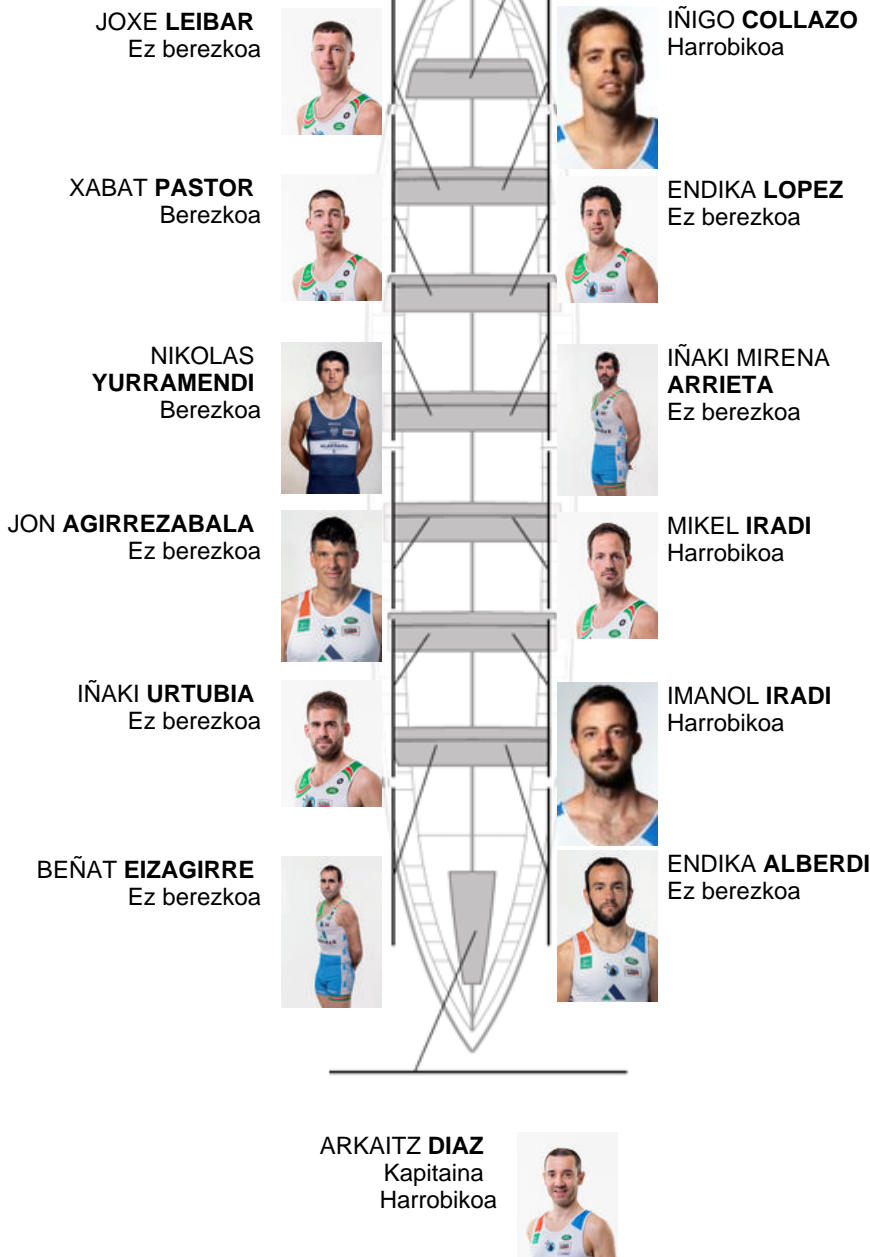 JOXE LEIBAR
Ez berezkoa
IÑIGO COLLAZO
Harrobikoa
XABAT PASTOR
Berezkoa
ENDIKA LOPEZ
Ez berezkoa
NIKOLAS
YURRAMENDI
Berezkoa
IÑAKI MIRENA
ARRIETA
Ez berezkoa
JON AGIRREZABALA
Ez berezkoa
MIKEL IRADI
Harrobikoa
IÑAKI URTUBIA
Ez berezkoa
IMANOL IRADI
Harrobikoa
BEÑAT EIZAGIRRE
Ez berezkoa
ENDIKA ALBERDI
Ez berezkoa
ARKAITZ DIAZ
Kapitaina
Harrobikoa